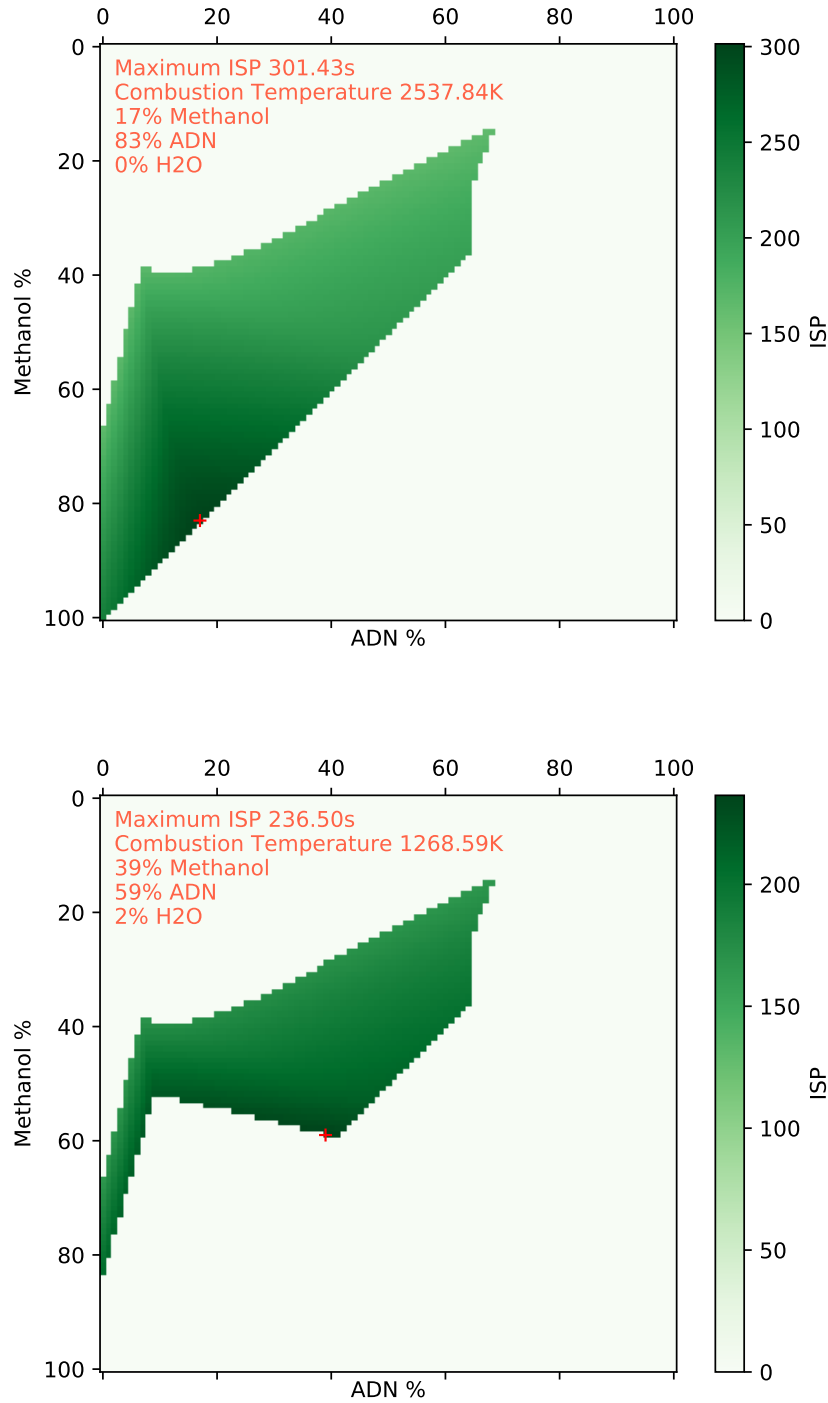 0 20 40 60 80 100
Maximum ISP 301.43s
Combustion Temperature 2537.84K
17% Methanol
83% ADN
0% H2O
0
20
40
60
80
100
Methanol %
ADN %
300
250
200
150
100
50
0
ISP
0 20 40 60 80 100
Maximum ISP 236.50s
Combustion Temperature 1268.59K
39% Methanol
59% ADN
2% H2O
0
20
40
60
80
100
Methanol %
ADN %
200
150
100
50
0
ISP